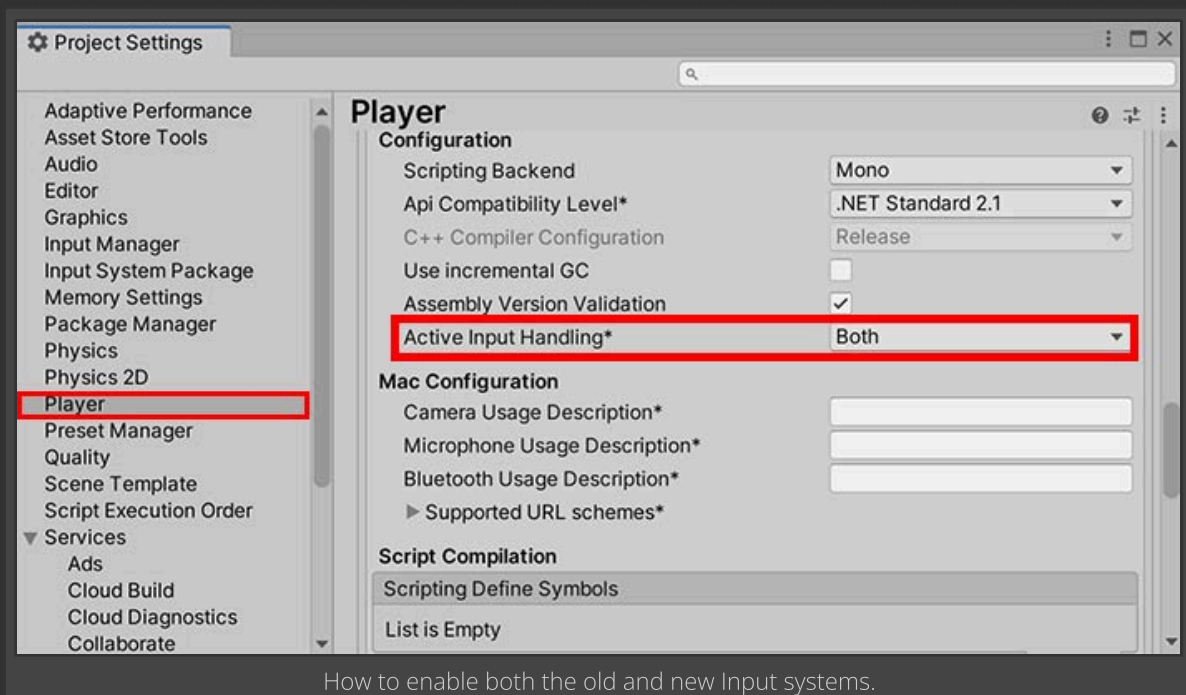 Project Settings
Adaptive Performance
Asset Store Tools
Audio
Editor
Graphics
Input Manager
Input System Package
Memory Settings
Package Manager
Physics
Physics 2D
Player
Preset Manager
Quality
Scene Template
Script Execution Order
Services
Ads
Cloud Build
Cloud Diagnostics
Collaborate
Player
Configuration
Scripting Backend Mono
Api Compatibility Level* .NET Standard 2.1
C++ Compiler Configuration Release
Use incremental GC
Assembly Version Validation
Active Input Handling* Both
Mac Configuration
Camera Usage Description*
Microphone Usage Description*
Bluetooth Usage Description*
Supported URL schemes*
Script Compilation
Scripting Define Symbols
List is Empty
How to enable both the old and new Input systems.